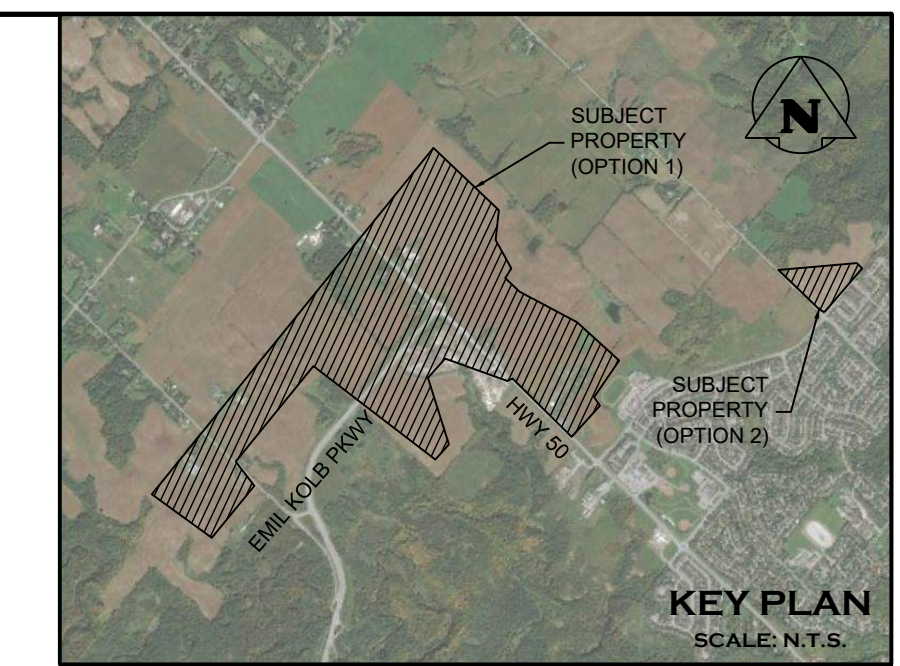 SUBJECT
PROPERTY
(OPTION 1)
N
SUBJECT
PROPERTY
(OPTION 2)
HWY 50
EMIL KOLB PKWY
KEY PLAN
SCALE: N.T.S.